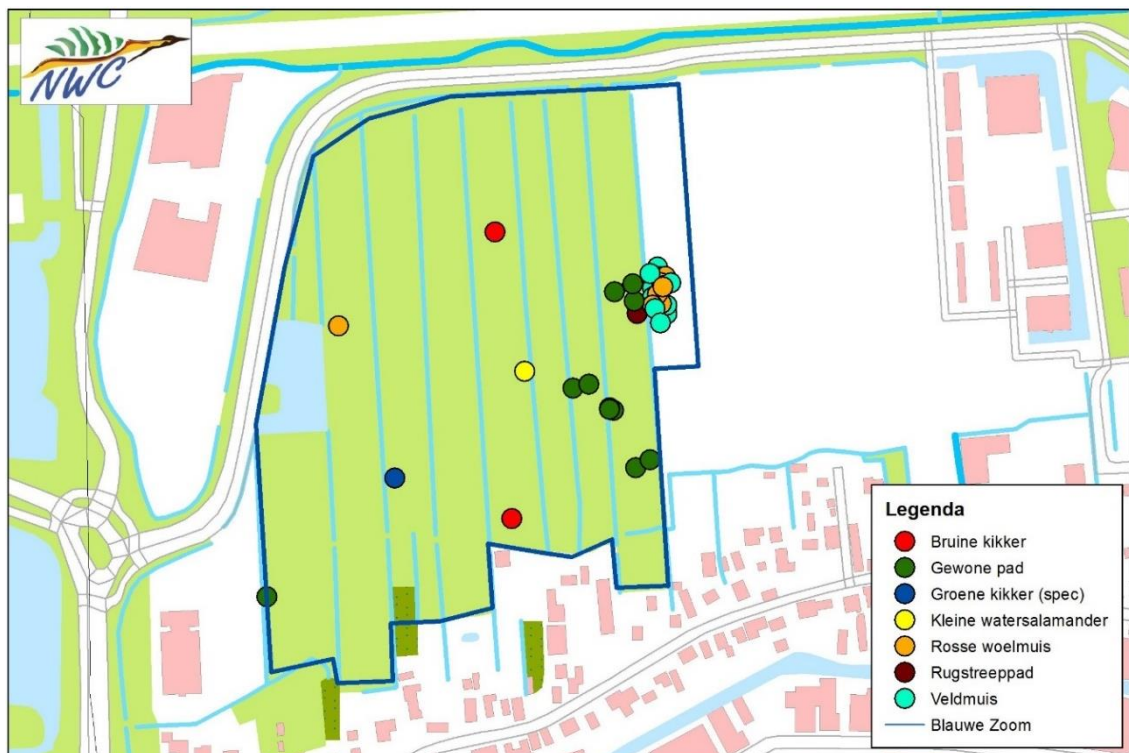 NWC
Legenda
Bruine kikker
Gewone pad
Groene kikker (spec)
Kleine watersalamander
Rosse woelmuis
Rugstreeppad
Veldmuis
Blauwe Zoom